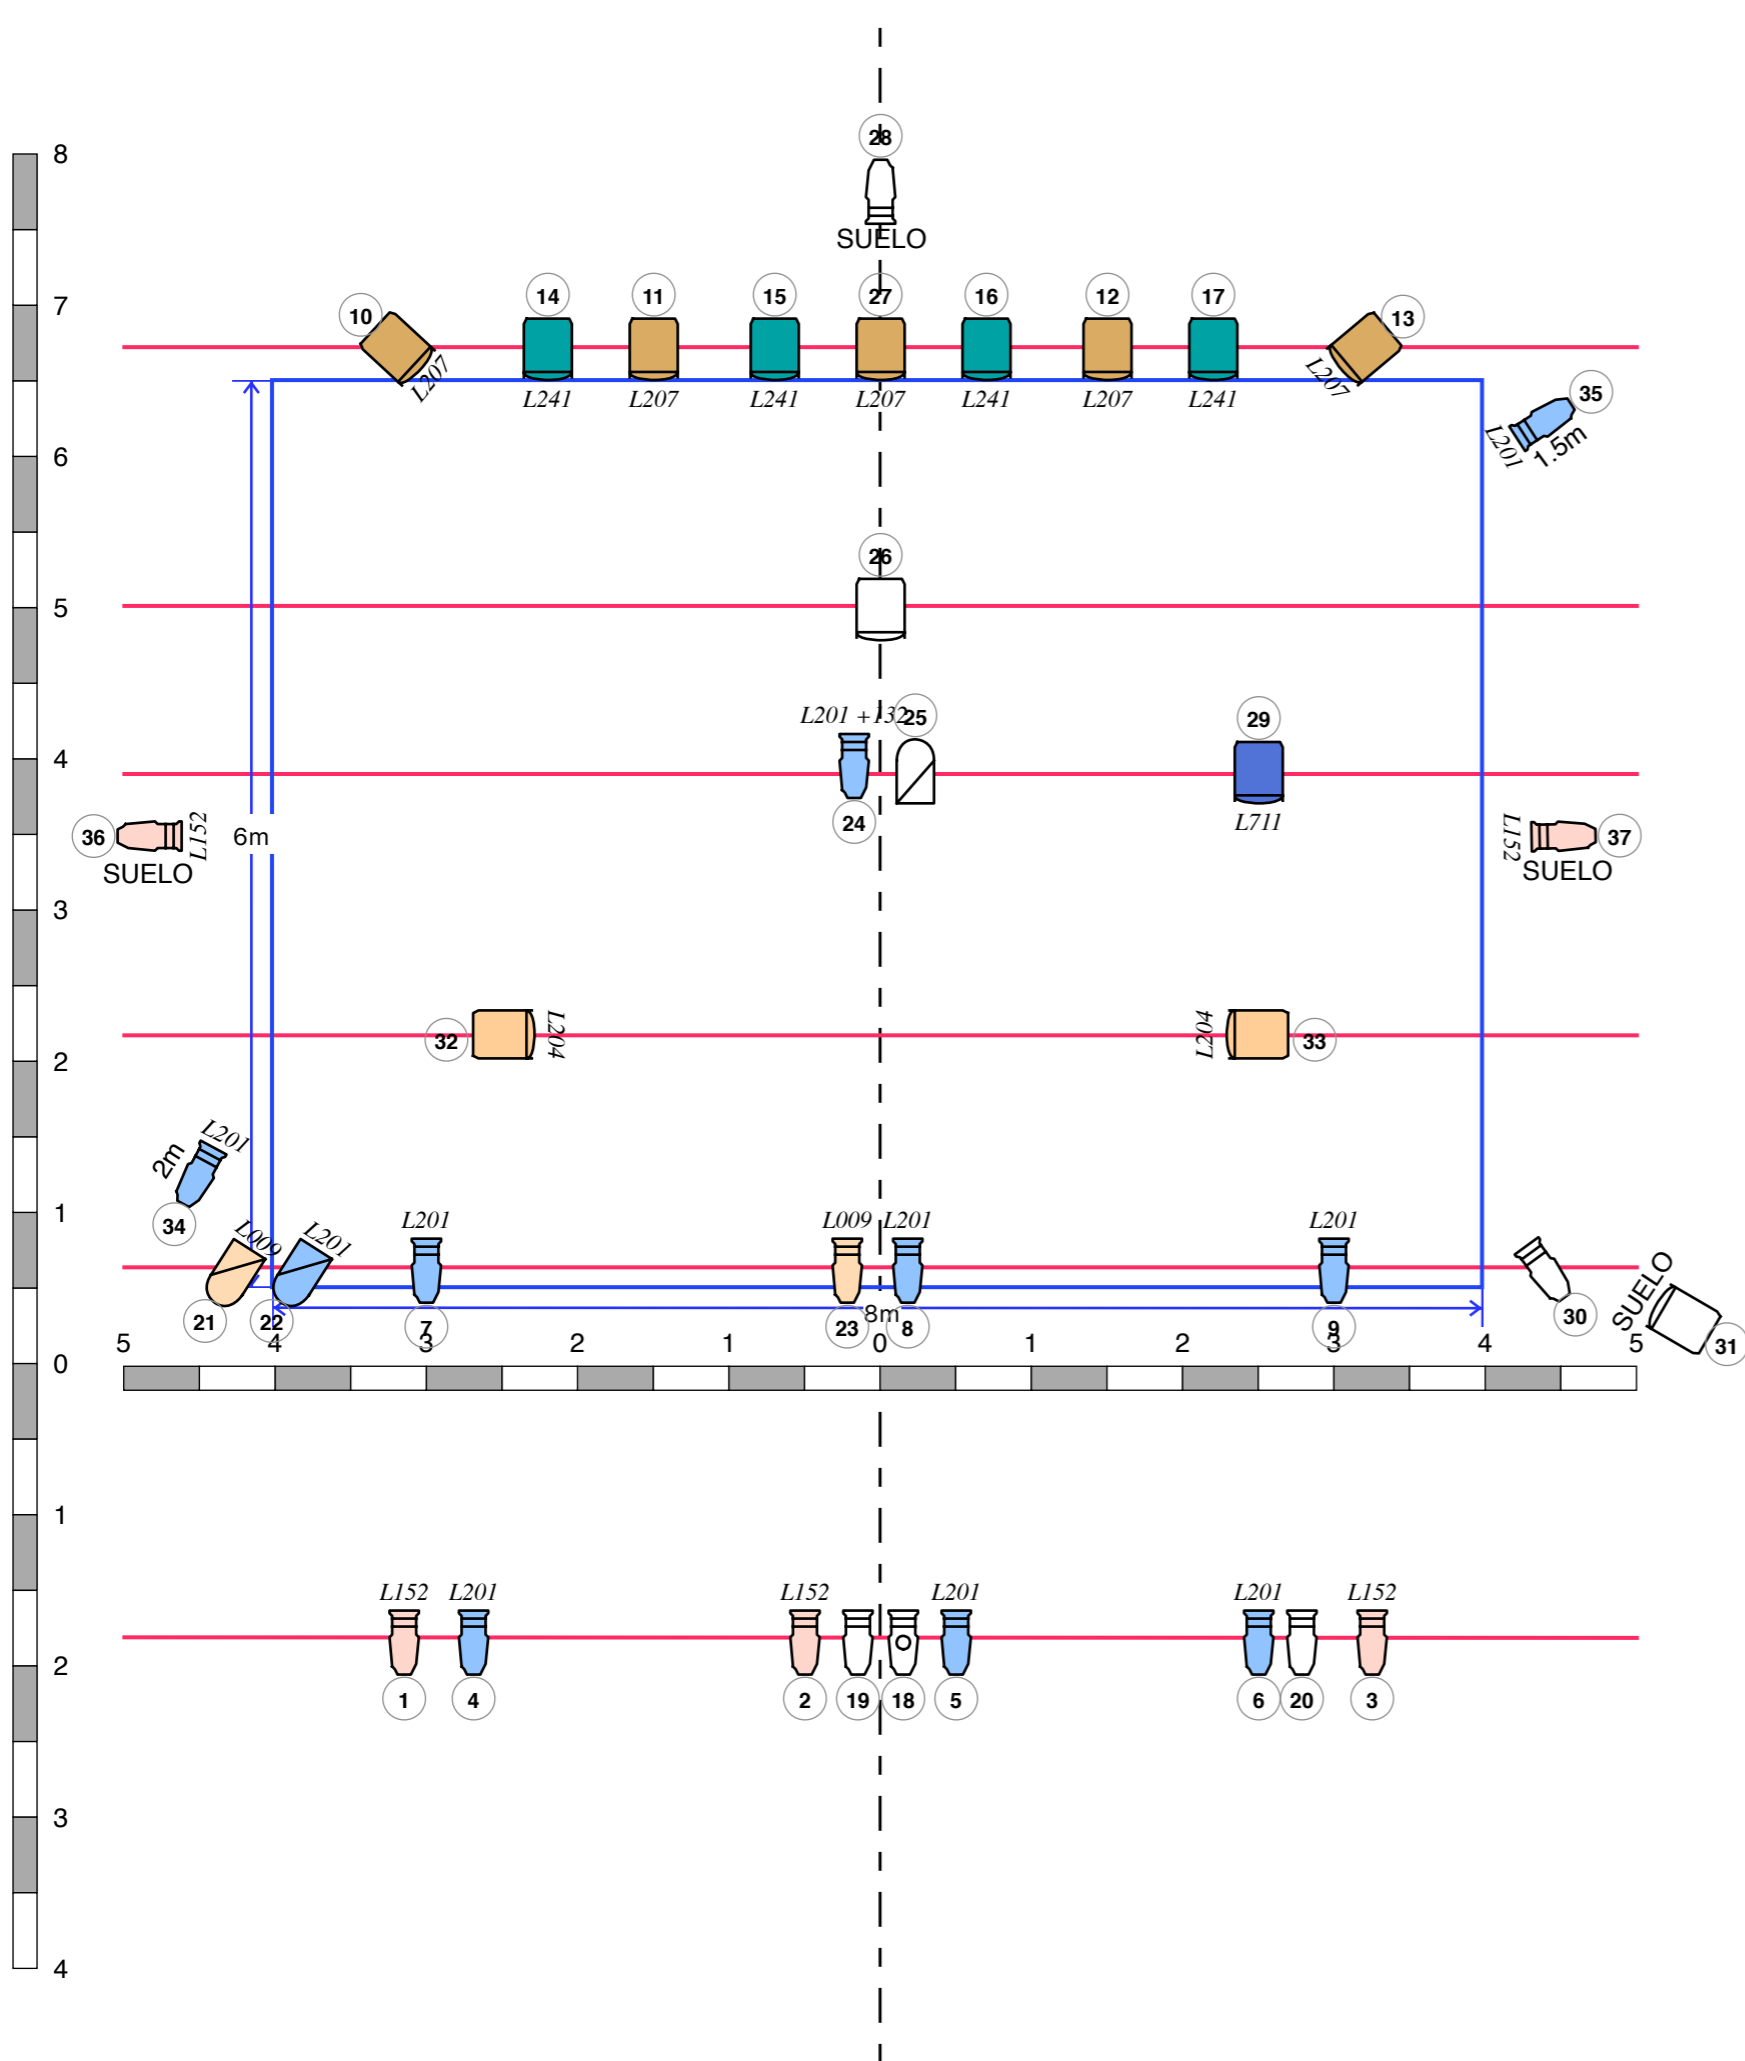 28
8
SUELO
14 11 15 27 16 12 17
10 13
7
L207 L207
L241 L207 L241 L207 L241 L207 L241
35
L201
1.5m
6
26
5
L201 +132 25 29
4
24 L711
36 L152 6m L152 37
SUELO SUELO
3
32 L204 L204 33
2
L201
2m
34
1
L009 L201 L201 L009 L201 L201
SUELO
21 22 7 23 8 9 30 31
8m
5 4 3 2 1 0 1 2 3 4 5
0
1
L152 L201 L152 L201 L201 L152
2
1 4 2 19 18 5 6 20 3
3
4